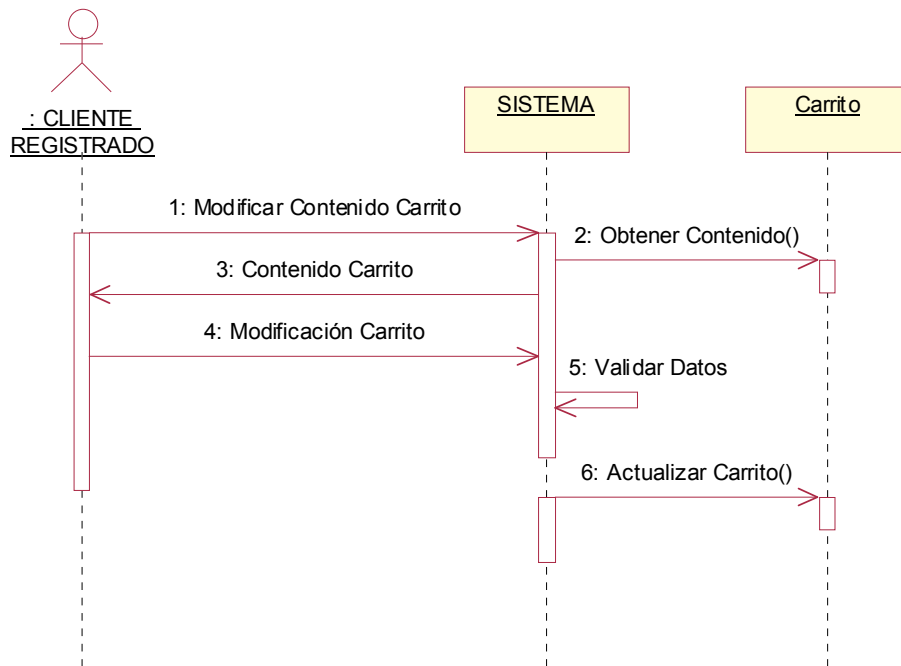 : CLIENTE
REGISTRADO
SISTEMA
Carrito
1: Modificar Contenido Carrito
2: Obtener Contenido()
3: Contenido Carrito
4: Modificación Carrito
5: Validar Datos
6: Actualizar Carrito()